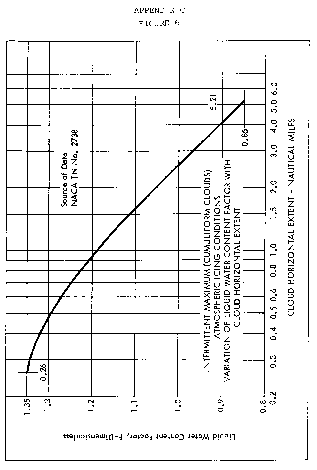 APPENDIX C
FIGURE 6
Source of Data
NACA TN No. 2738
INTERMITTENT MAXIMUM (CUMULIFORM CLOUDS)
ATMOSPHERIC ICING CONDITIONS
VARIATION OF LIQUID WATER CONTENT FACTOR WITH
CLOUD HORIZONTAL EXTENT
0.26
5.21
0.85
Liquid Water Content Factor, F-Dimensionless
1.35
1.3
1.2
1.1
1.0
0.9
0.8
0.2
0.3
0.4
0.5
0.6
0.8
1.0
1.5
2.0
3.0
4.0
5.0
6.0
CLOUD HORIZONTAL EXTENT - NAUTICAL MILES